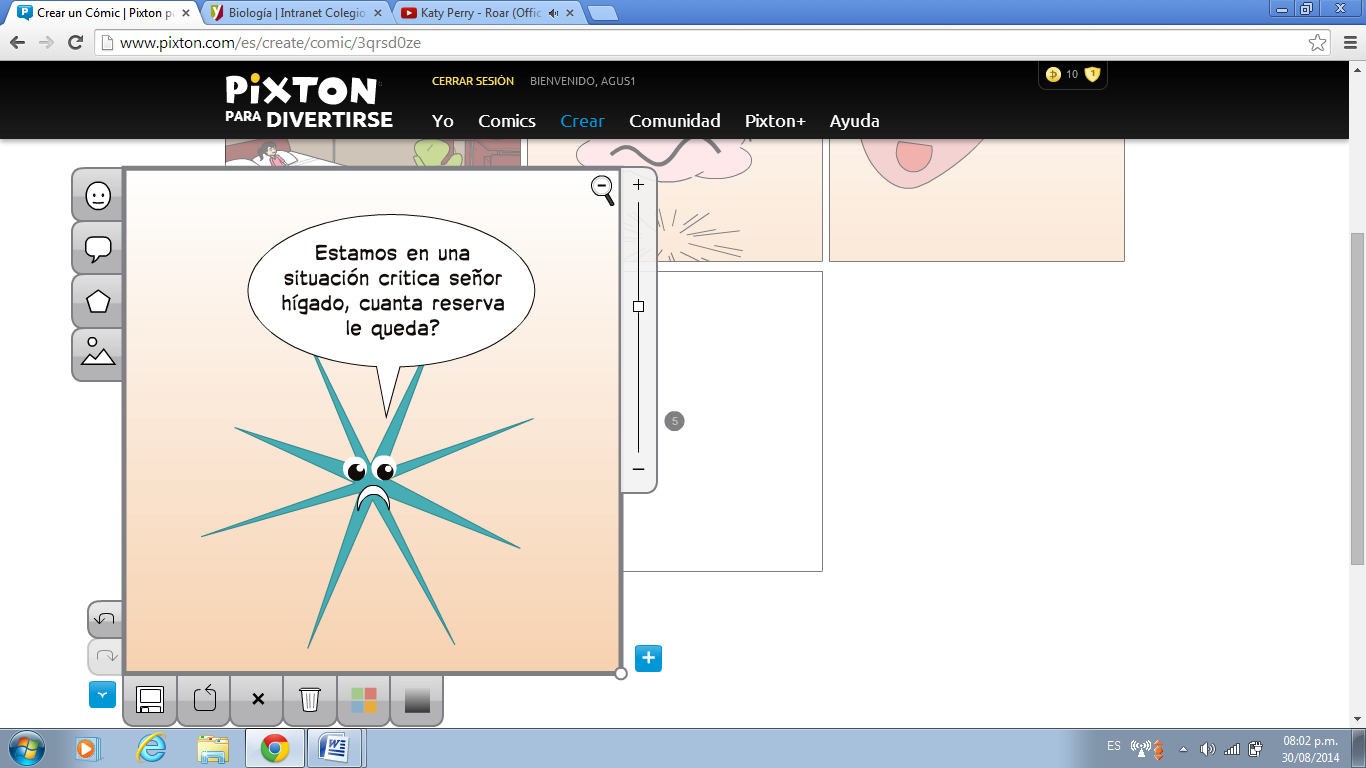 Crear un Cómic | Pixton pa
Biología | Intranet Colegio
Katy Perry - Roar (Offic
www.pixton.com/es/create/comic/3qrsd0ze
PiXTON
PARA DIVERTIRSE
CERRAR SESIÓN
BIENVENIDO, AGUS1
10
1
Yo
Comics
Crear
Comunidad
Pixton+
Ayuda
Estamos en una
situación critica señor
hígado, cuanta reserva
le queda?
5
ES
08:02 p.m.
30/08/2014